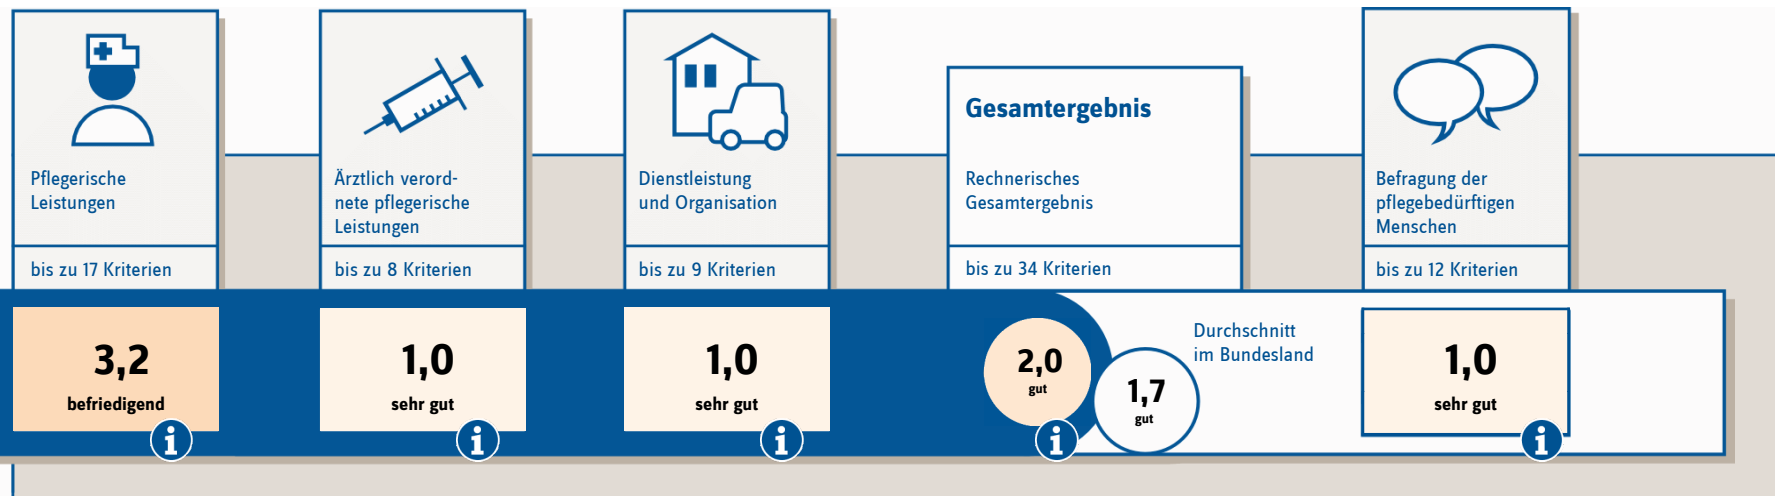 Pflegerische
Leistungen
bis zu 17 Kriterien
3,2
befriedigend
i
Ärztlich verord-
nete pflegerische
Leistungen
bis zu 8 Kriterien
1,0
sehr gut
i
Dienstleistung
und Organisation
bis zu 9 Kriterien
1,0
sehr gut
i
Gesamtergebnis
Rechnerisches
Gesamtergebnis
bis zu 34 Kriterien
2,0
gut
i
1,7
gut
Durchschnitt
im Bundesland
Befragung der
pflegebedürftigen
Menschen
bis zu 12 Kriterien
1,0
sehr gut
i